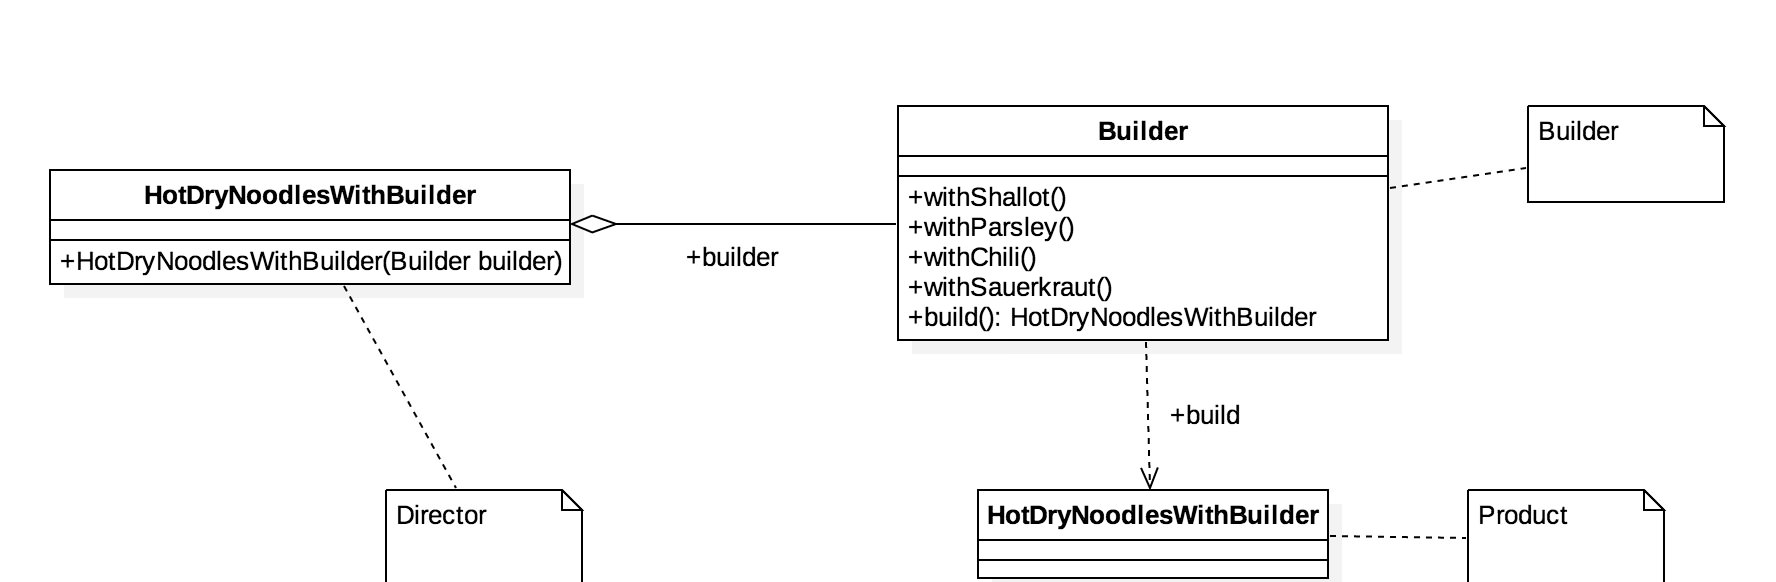 HotDryNoodlesWithBuilder
+HotDryNoodlesWithBuilder(Builder builder)
+builder
Builder
+withShallot()
+withParsley()
+withChili()
+withSauerkraut()
+build(): HotDryNoodlesWithBuilder
Builder
+build
Director
HotDryNoodlesWithBuilder
Product